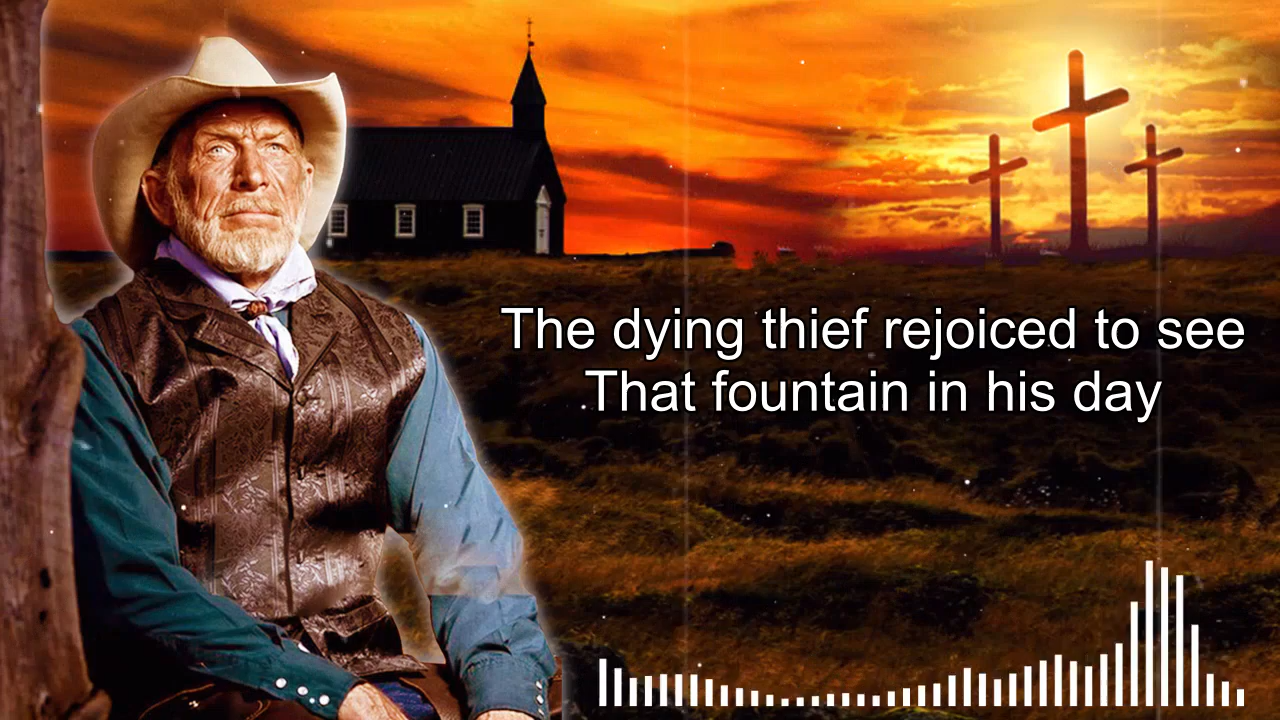 The dying thief rejoiced to see
That fountain in his day